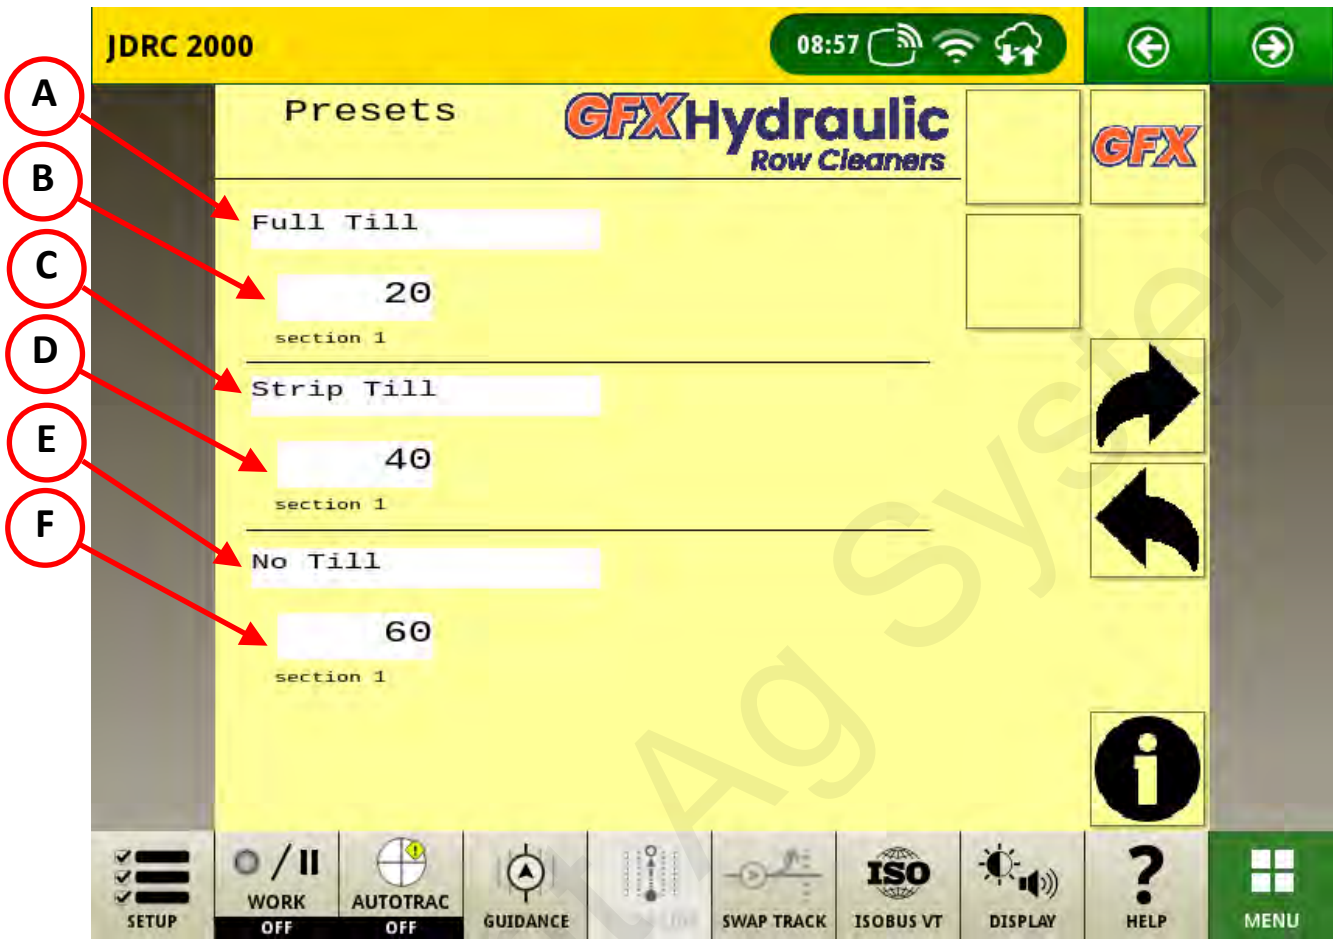 JDRC 2000
08:57
A
Presets
GFX Hydraulic
Row Cleaners
GFX
B
Full Till
20
C
section 1
D
Strip Till
40
E
section 1
F
No Till
60
section 1
i
SETUP
WORK
OFF
AUTOTRAC
OFF
GUIDANCE
SWAP TRACK
ISO
ISOBUS VT
DISPLAY
?
HELP
MENU
t Ag System